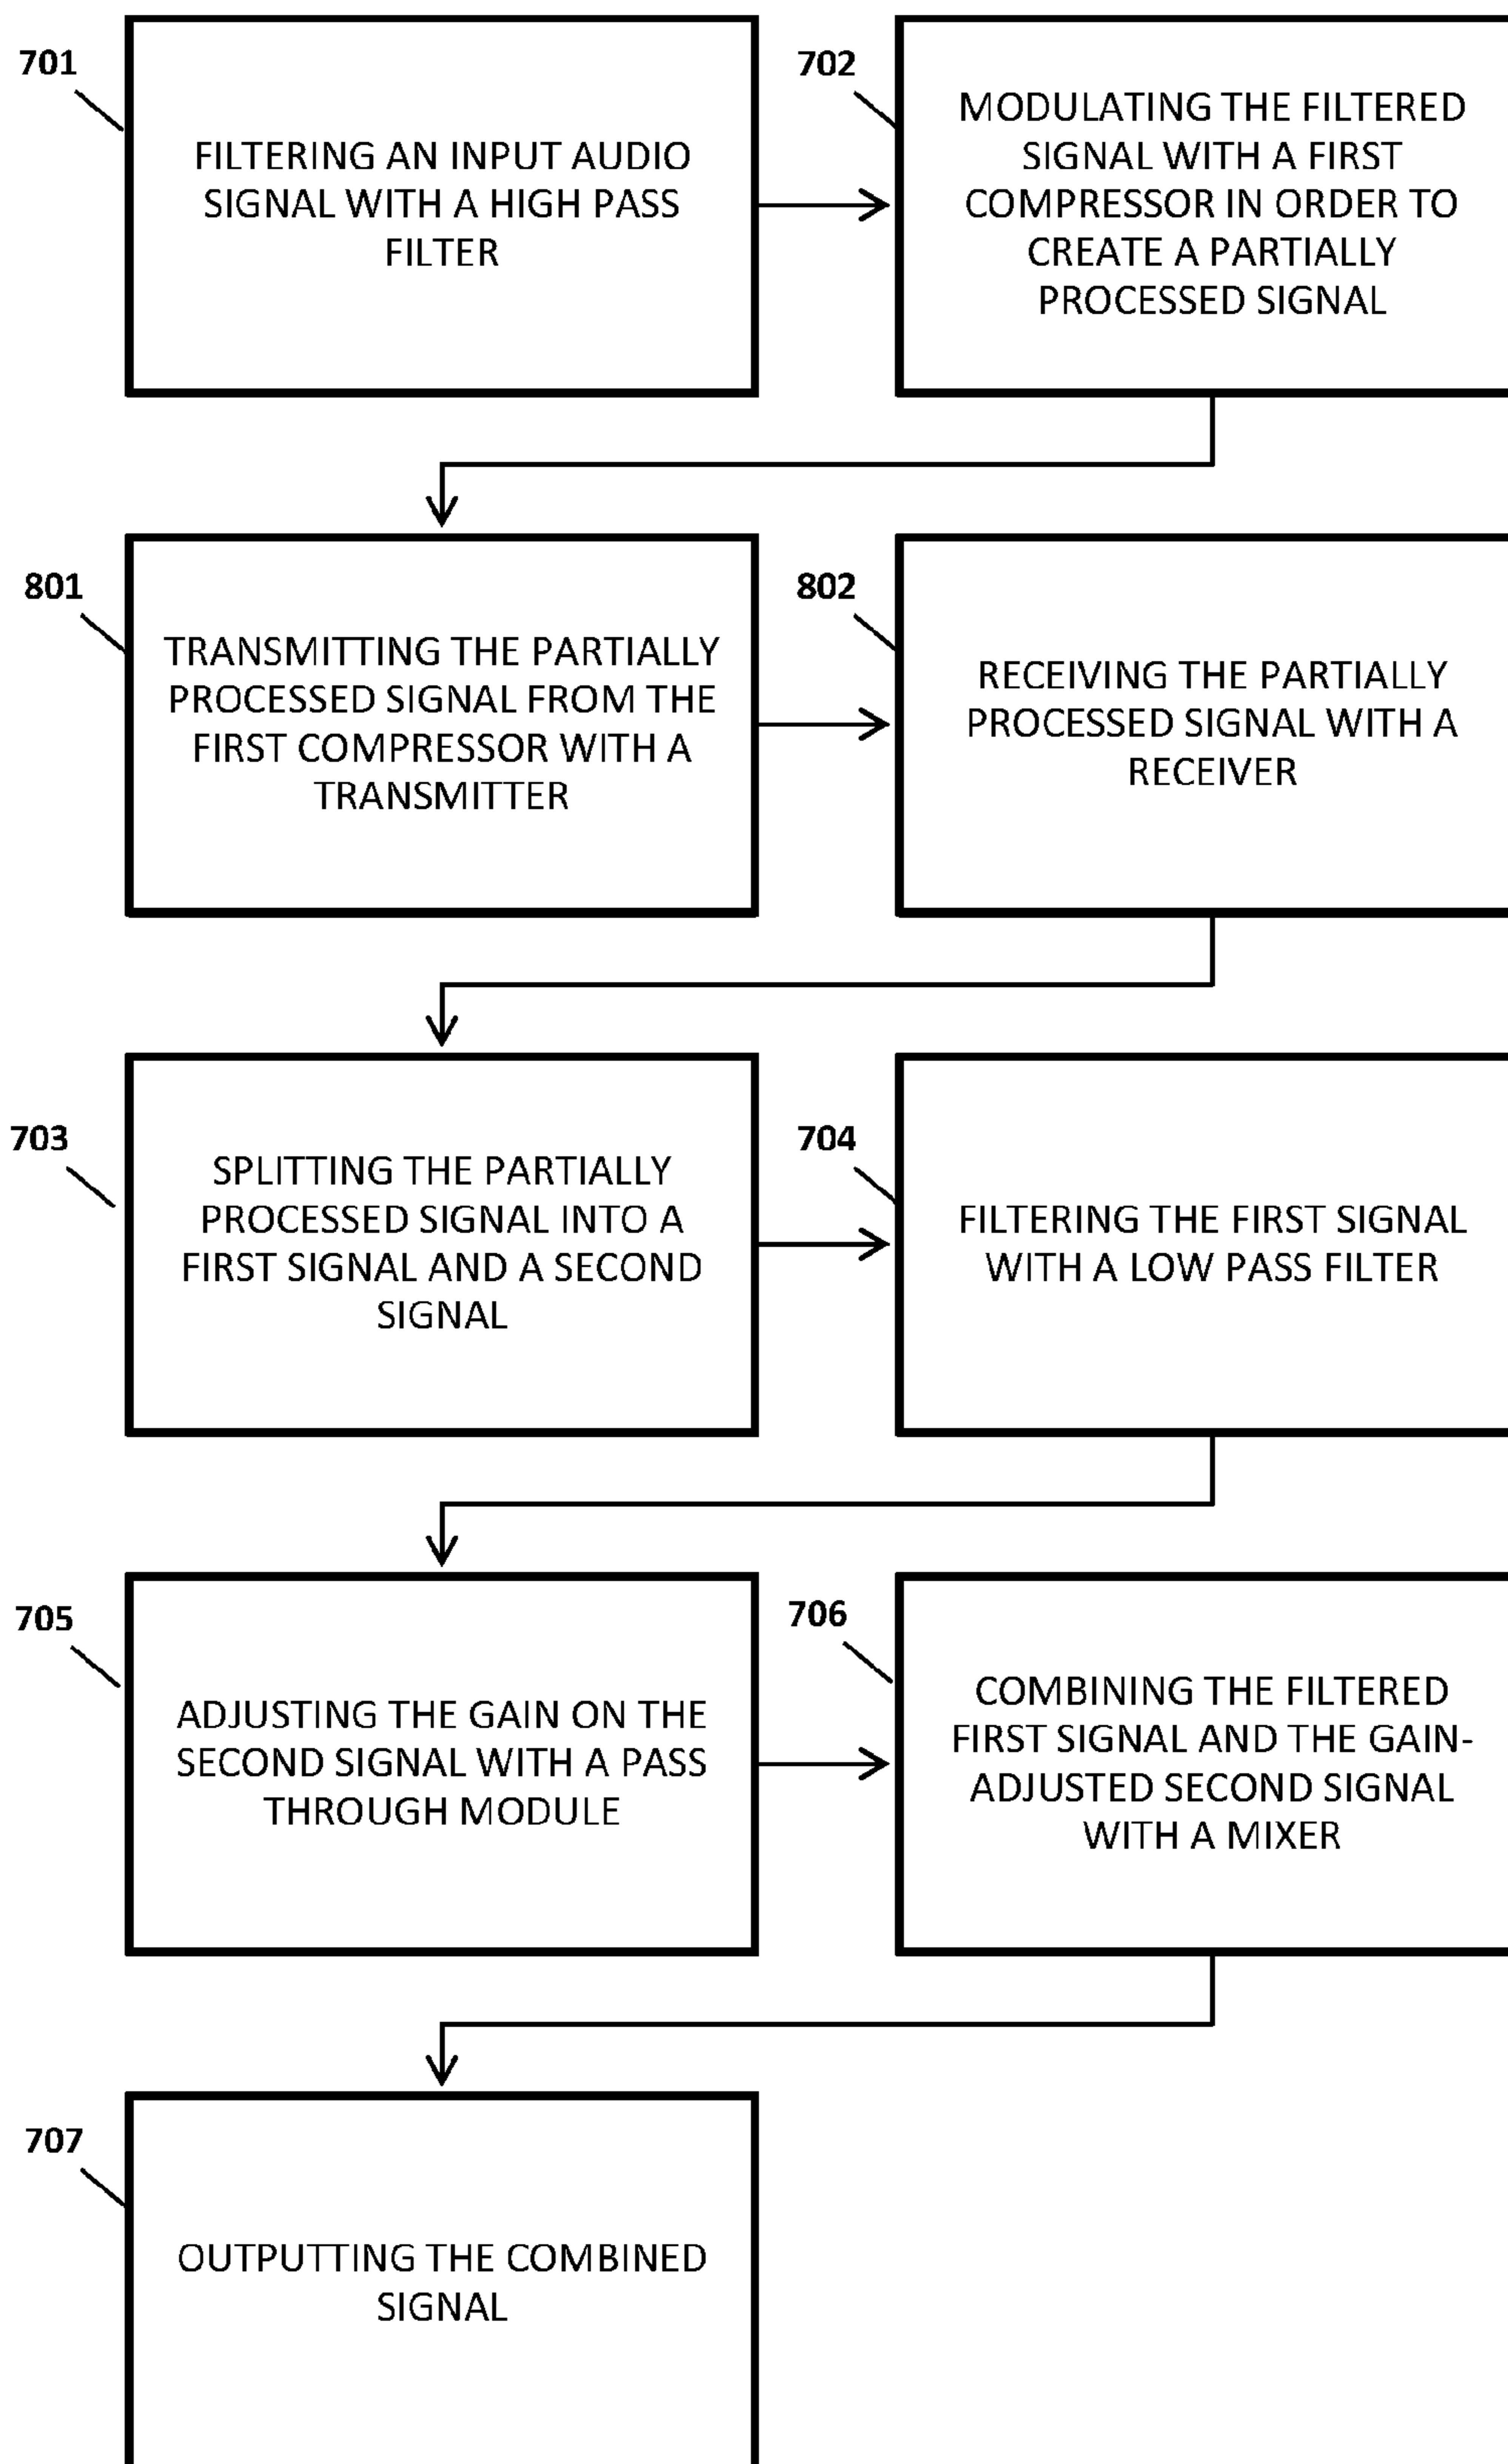 701
FILTERING AN INPUT AUDIO
SIGNAL WITH A HIGH PASS
FILTER
702
MODULATING THE FILTERED
SIGNAL WITH A FIRST
COMPRESSOR IN ORDER TO
CREATE A PARTIALLY
PROCESSED SIGNAL
801
TRANSMITTING THE PARTIALLY
PROCESSED SIGNAL FROM THE
FIRST COMPRESSOR WITH A
TRANSMITTER
802
RECEIVING THE PARTIALLY
PROCESSED SIGNAL WITH A
RECEIVER
703
SPLITTING THE PARTIALLY
PROCESSED SIGNAL INTO A
FIRST SIGNAL AND A SECOND
SIGNAL
704
FILTERING THE FIRST SIGNAL
WITH A LOW PASS FILTER
705
ADJUSTING THE GAIN ON THE
SECOND SIGNAL WITH A PASS
THROUGH MODULE
706
COMBINING THE FILTERED
FIRST SIGNAL AND THE GAIN-
ADJUSTED SECOND SIGNAL
WITH A MIXER
707
OUTPUTTING THE COMBINED
SIGNAL